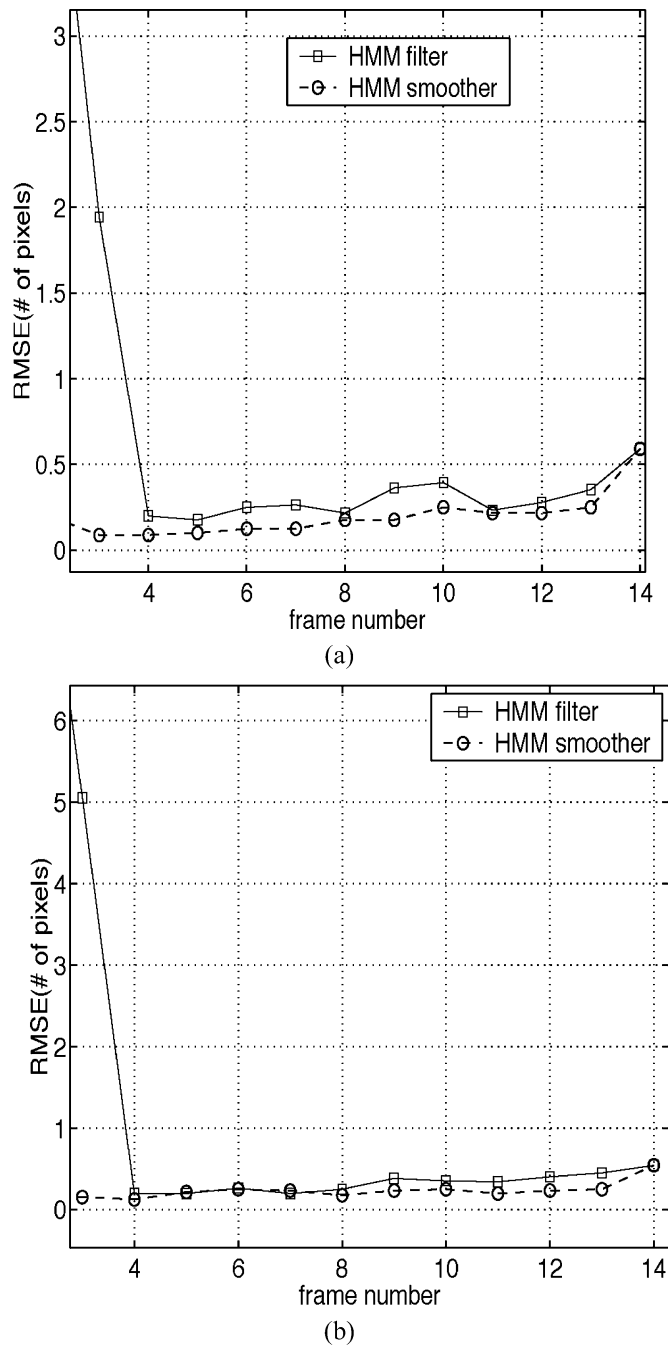 3
2.5
2
1.5
1
0.5
0
RMSE(# of pixels)
HMM filter
HMM smoother
4 6 8 10 12 14
frame number
(a)
6
5
4
3
2
1
0
RMSE(# of pixels)
HMM filter
HMM smoother
4 6 8 10 12 14
frame number
(b)